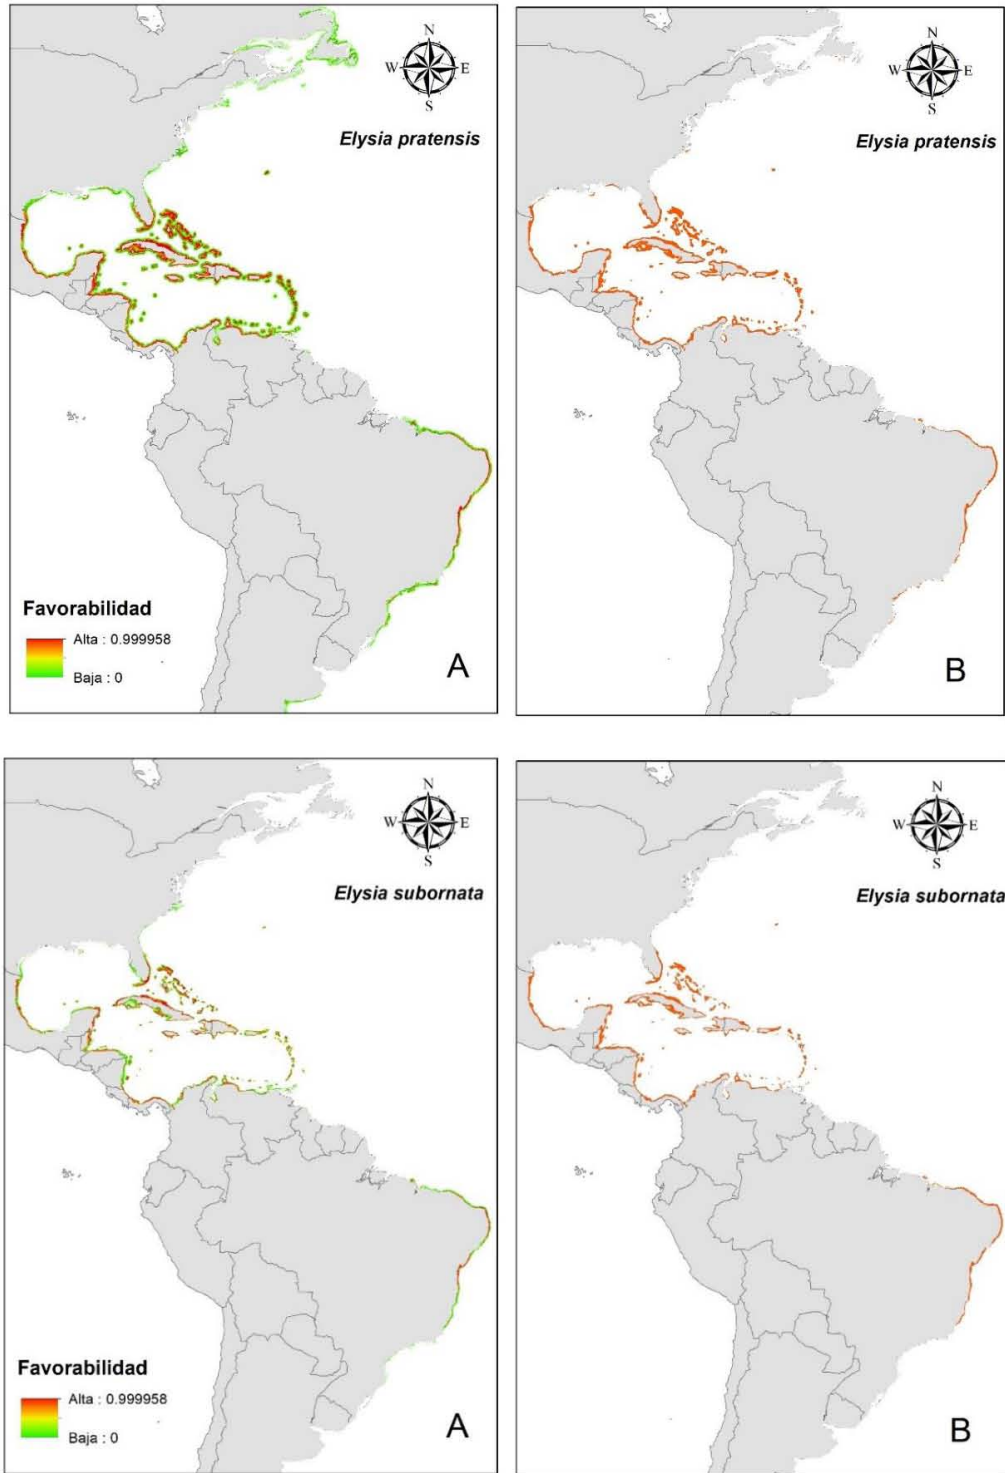 N
W E
S
Elysia pratensis
Favorabilidad
Alta : 0.999958
Baja : 0
A
N
W E
S
Elysia pratensis
B
N
W E
S
Elysia subornata
Favorabilidad
Alta : 0.999958
Baja : 0
A
N
W E
S
Elysia subornata
B